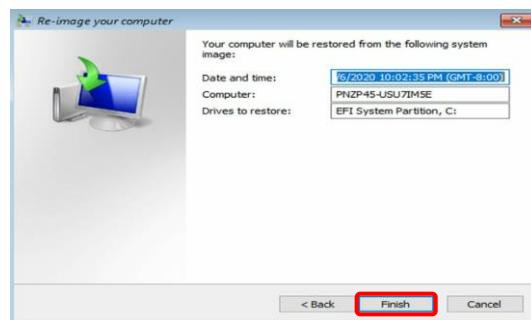 Re-image your computer
Your computer will be restored from the following system
image:
Date and time: /6/2020 10:02:35 PM (GMT-8:00)
Computer: PNZP45-USU7IM5E
Drives to restore: EFI System Partition, C:
< Back Finish Cancel